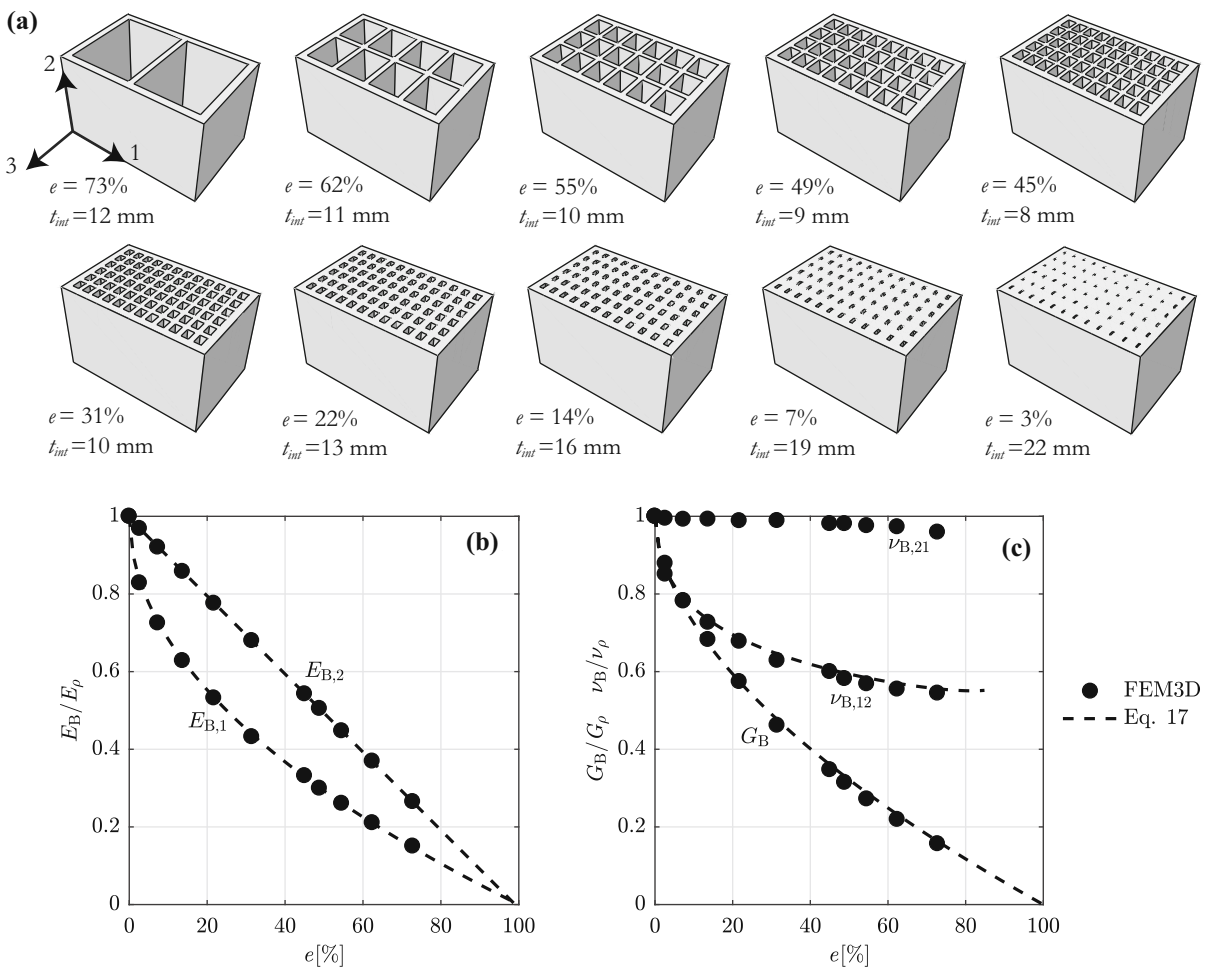 (a)
2
3
1
e = 73%
t_int=12 mm
e = 62%
t_int=11 mm
e = 55%
t_int=10 mm
e = 49%
t_int=9 mm
e = 45%
t_int=8 mm
e = 31%
t_int=10 mm
e = 22%
t_int=13 mm
e = 14%
t_int=16 mm
e = 7%
t_int=19 mm
e = 3%
t_int=22 mm
(b)
1
0.8
0.6
0.4
0.2
0
E_B/E_ρ
E_B,2
E_B,1
0 20 40 60 80 100
e[%]
(c)
1
0.8
0.6
0.4
0.2
0
G_B/G_ρ ν_B/ν_ρ
ν_B,21
ν_B,12
G_B
0 20 40 60 80 100
e[%]
FEM3D
Eq. 17